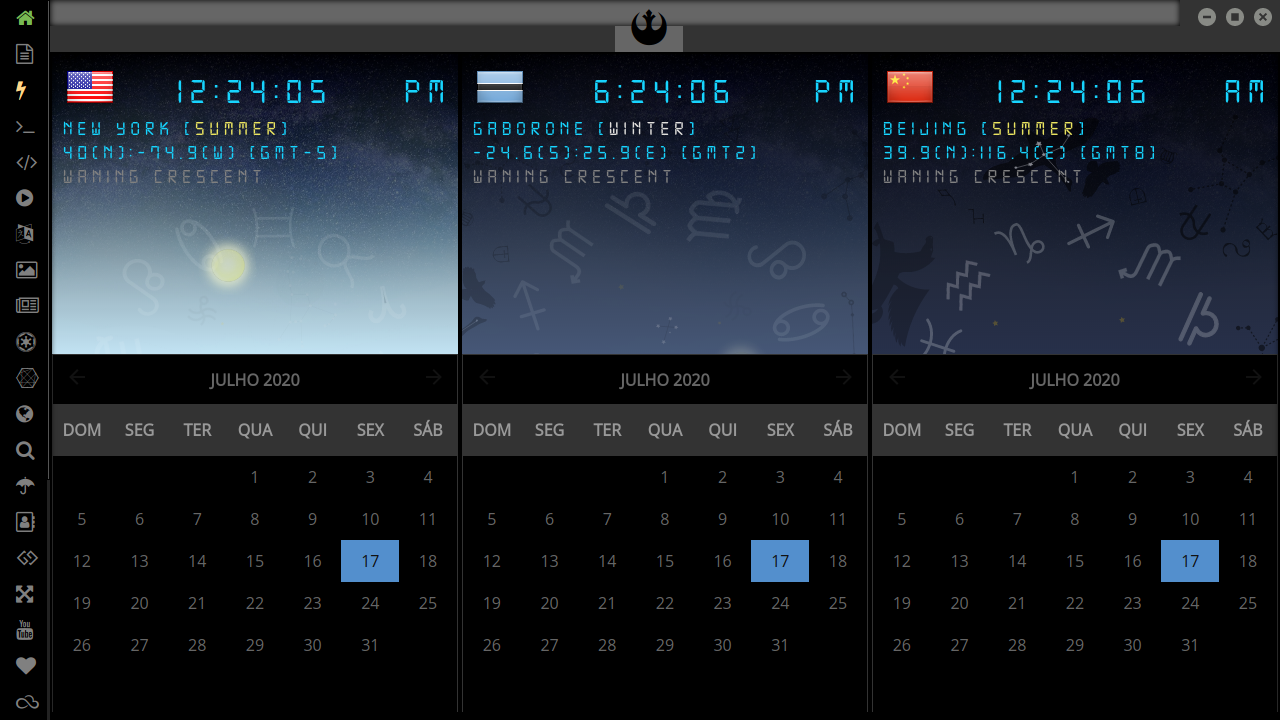 12:24:05 PM
NEW YORK (SUMMER)
40(N):-74.9(W) (GMT-5)
WANING CRESCENT
6:24:06 PM
GABORONE (WINTER)
-24.6(S):25.9(E) (GMT2)
WANING CRESCENT
12:24:06 AM
BEIJING (SUMMER)
39.9(N):116.4(E) (GMT8)
WANING CRESCENT
JULHO 2020
DOM SEG TER QUA QUI SEX SÁB
1 2 3 4
5 6 7 8 9 10 11
12 13 14 15 16 17 18
19 20 21 22 23 24 25
26 27 28 29 30 31
JULHO 2020
DOM SEG TER QUA QUI SEX SÁB
1 2 3 4
5 6 7 8 9 10 11
12 13 14 15 16 17 18
19 20 21 22 23 24 25
26 27 28 29 30 31
JULHO 2020
DOM SEG TER QUA QUI SEX SÁB
1 2 3 4
5 6 7 8 9 10 11
12 13 14 15 16 17 18
19 20 21 22 23 24 25
26 27 28 29 30 31
You
Tube